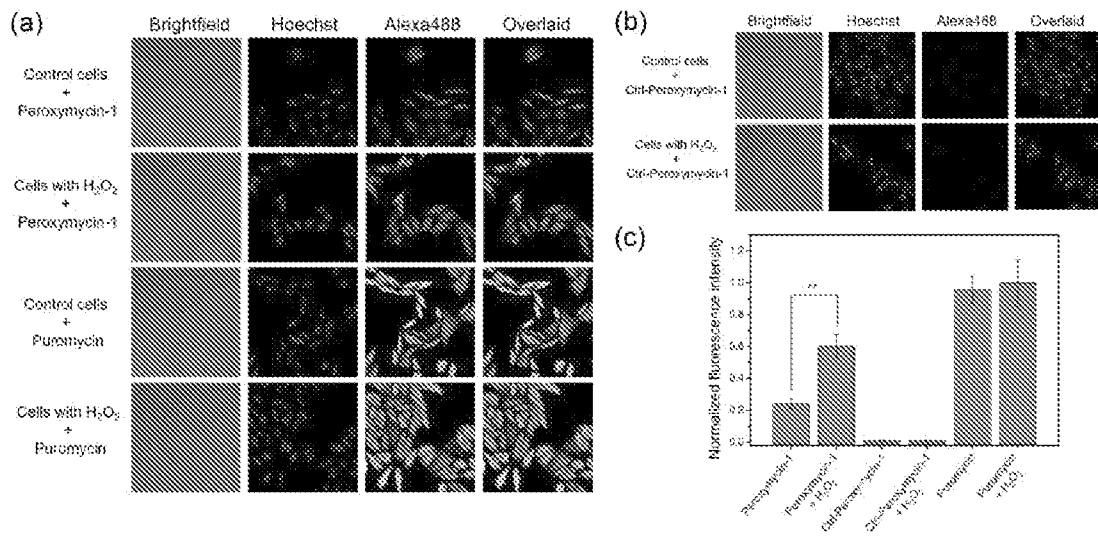 (a)
Brightfield Hoechst Alexa488 Overlaid
Control cells
+
Peroxymycin-1
Cells with H₂O₂
+
Peroxymycin-1
Control cells
+
Puromycin
Cells with H₂O₂
+
Puromycin
(b)
Brightfield Hoechst Alexa488 Overlaid
Control cells
+
Ctrl-Peroxymycin-1
Cells with H₂O₂
+
Ctrl-Peroxymycin-1
(c)
Normalized fluorescence intensity
1.2
1.0
0.8
0.6
0.4
0.2
0.0
**
Peroxymycin-1
Peroxymycin-1
+ H₂O₂
Ctrl-Peroxymycin-1
Ctrl-Peroxymycin-1
+ H₂O₂
Puromycin
Puromycin
+ H₂O₂